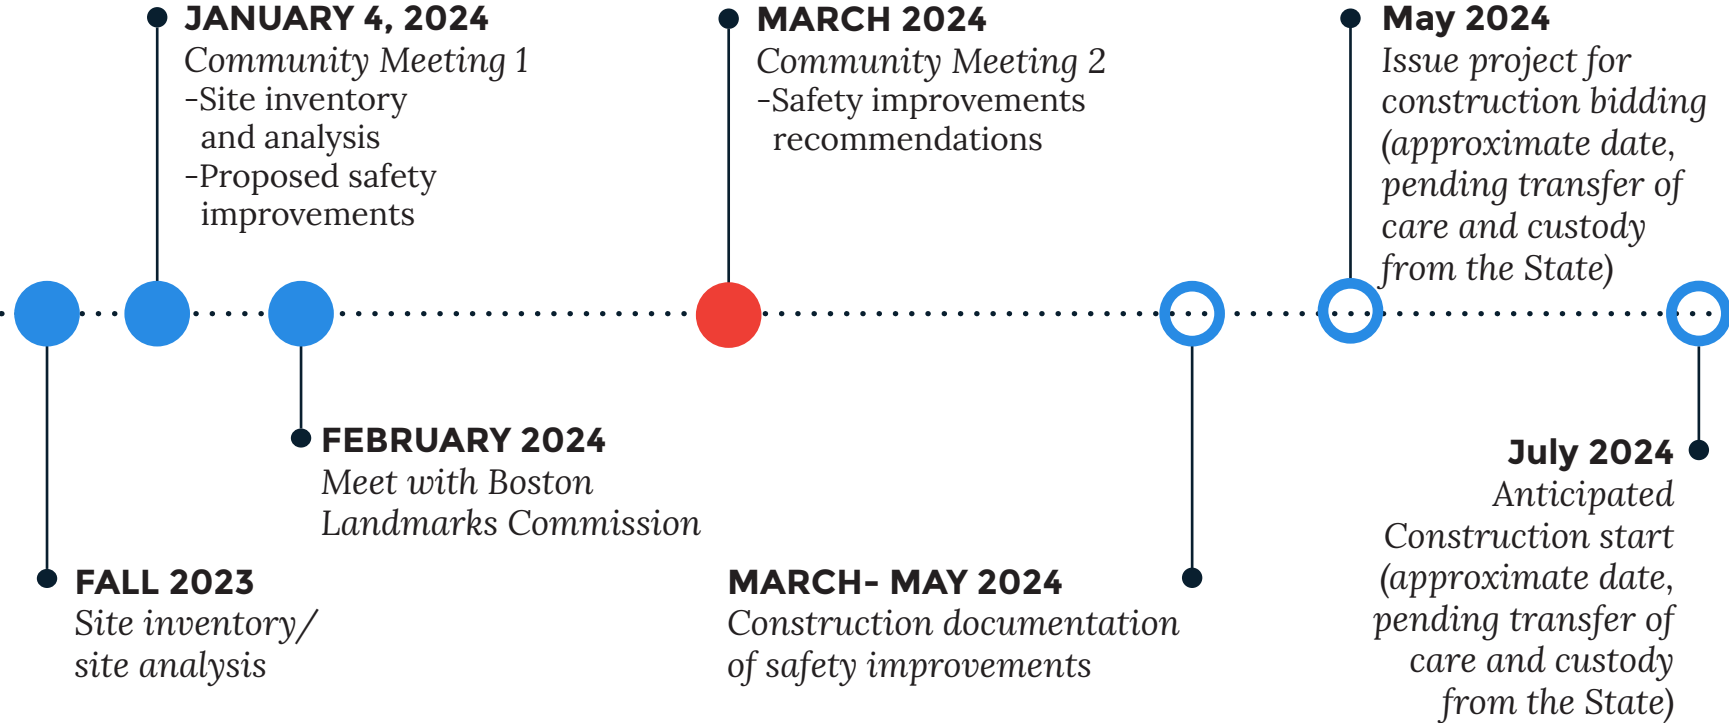 JANUARY 4, 2024
Community Meeting 1
-Site inventory
and analysis
-Proposed safety
improvements
MARCH 2024
Community Meeting 2
-Safety improvements
recommendations
May 2024
Issue project for
construction bidding
(approximate date,
pending transfer of
care and custody
from the State)
FEBRUARY 2024
Meet with Boston
Landmarks Commission
FALL 2023
Site inventory/
site analysis
MARCH- MAY 2024
Construction documentation
of safety improvements
July 2024
Anticipated
Construction start
(approximate date,
pending transfer of
care and custody
from the State)